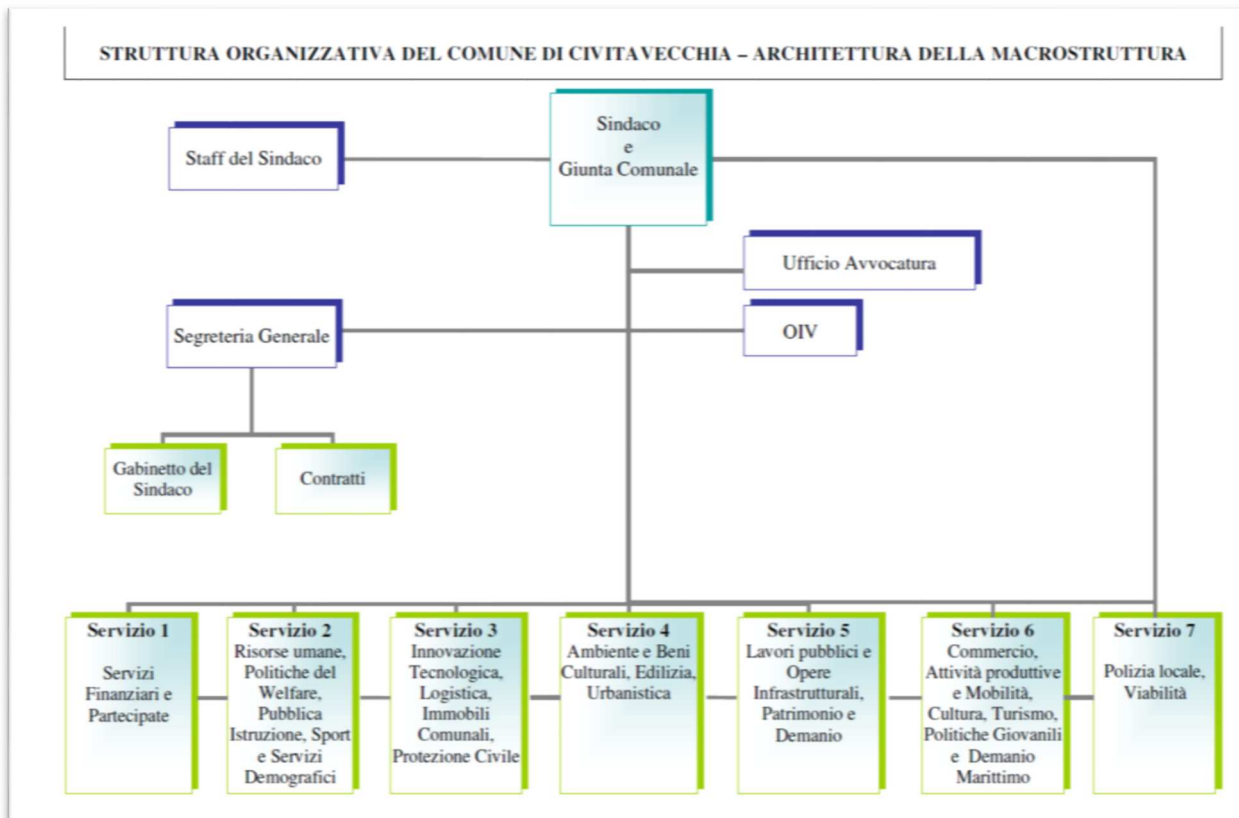 STRUTTURA ORGANIZZATIVA DEL COMUNE DI CIVITAVECCHIA – ARCHITETTURA DELLA MACROSTRUTTURA
Sindaco
e
Giunta Comunale
Staff del Sindaco
Ufficio Avvocatura
Segreteria Generale
OIV
Gabinetto del
Sindaco
Contratti
Servizio 1
Servizi
Finanziari e
Partecipate
Servizio 2
Risorse umane,
Politiche del
Welfare,
Pubblica
Istruzione, Sport
e Servizi
Demografici
Servizio 3
Innovazione
Tecnologica,
Logistica,
Immobili
Comunali,
Protezione Civile
Servizio 4
Ambiente e Beni
Culturali, Edilizia,
Urbanistica
Servizio 5
Lavori pubblici e
Opere
Infrastrutturali,
Patrimonio e
Demanio
Servizio 6
Commercio,
Attività produttive
e Mobilità,
Cultura, Turismo,
Politiche Giovanili
e Demanio
Marittimo
Servizio 7
Polizia locale,
Viabilità